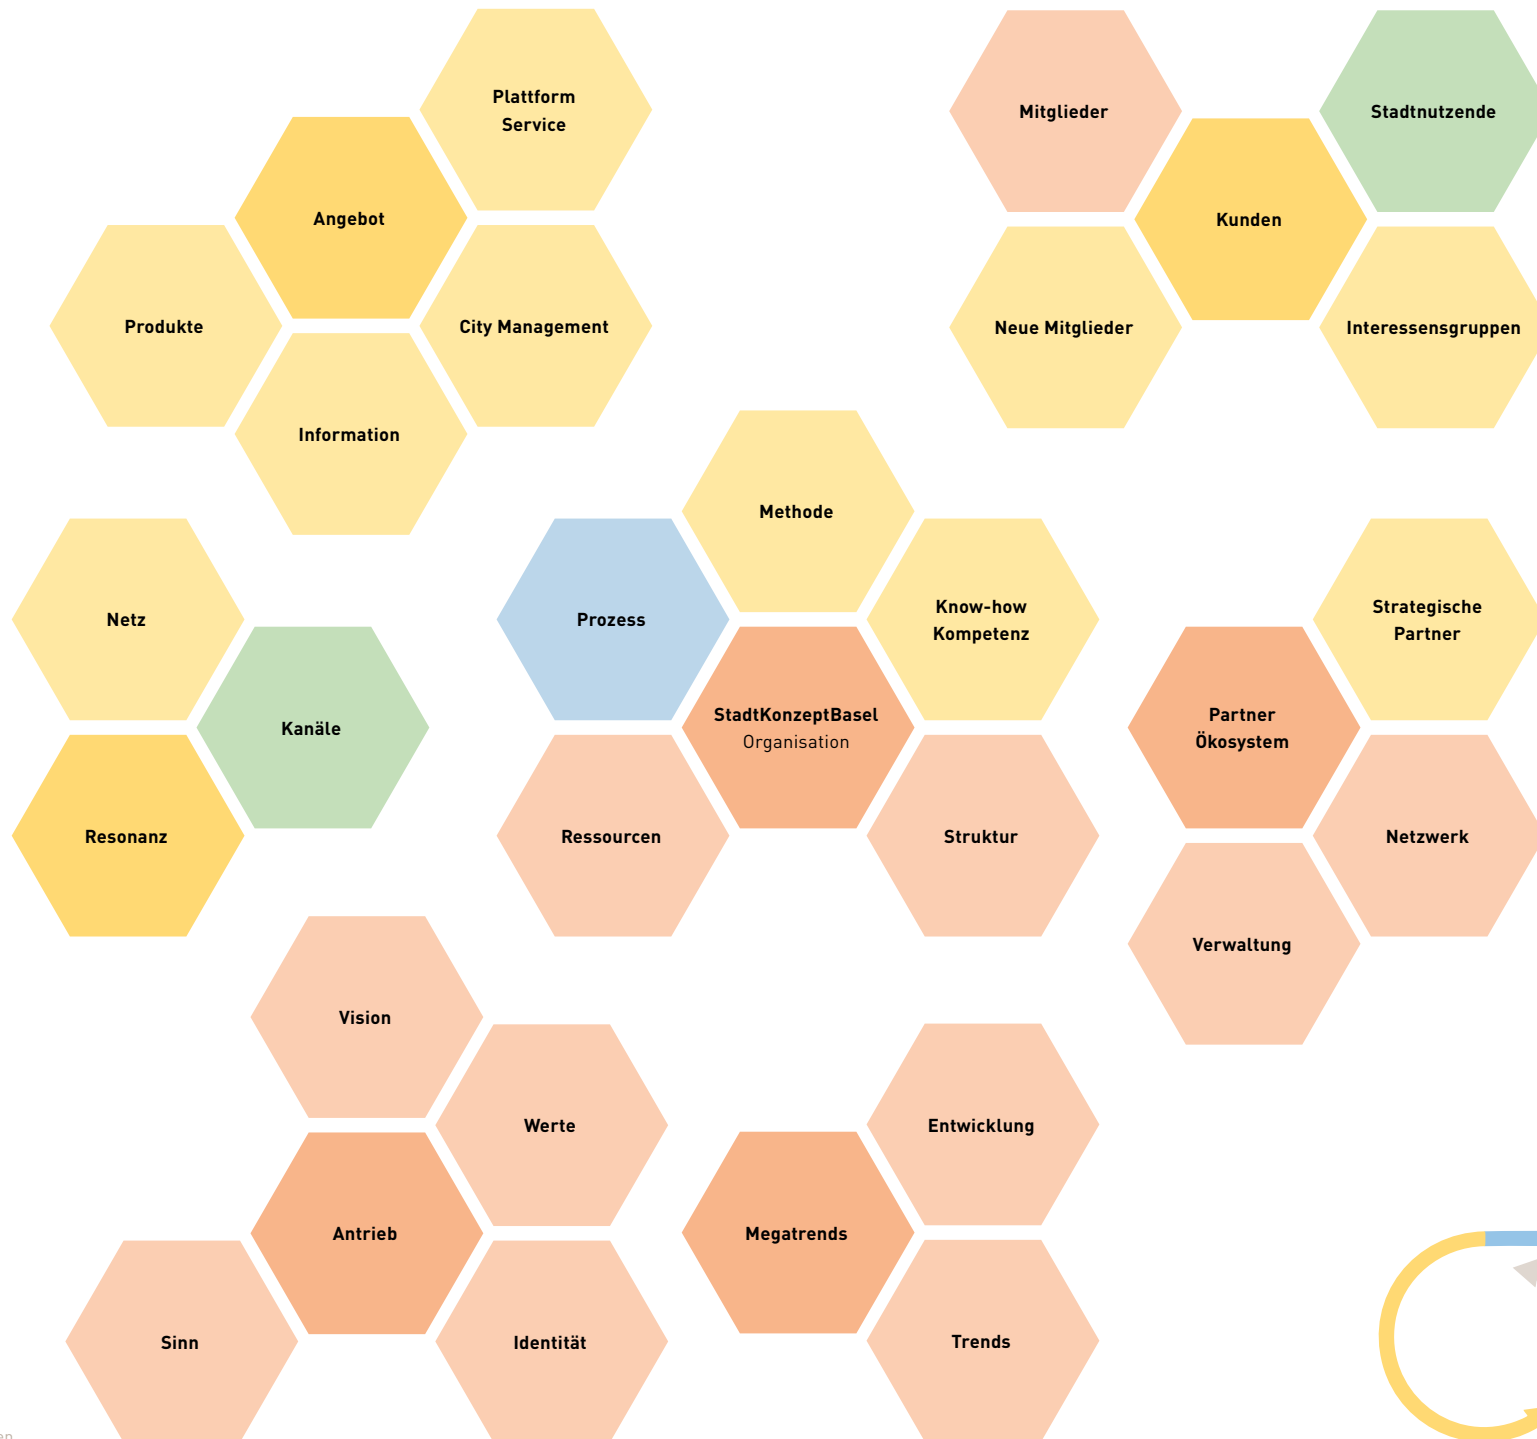 Plattform
Service
Angebot
Produkte
City Management
Information
Mitglieder
Stadtnutzende
Kunden
Neue Mitglieder
Interessensgruppen
Netz
Kanäle
Resonanz
Methode
Prozess
Know-how
Kompetenz
StadtKonzeptBasel
Organisation
Ressourcen
Struktur
Strategische
Partner
Partner
Ökosystem
Netzwerk
Verwaltung
Vision
Werte
Antrieb
Sinn
Identität
Entwicklung
Megatrends
Trends